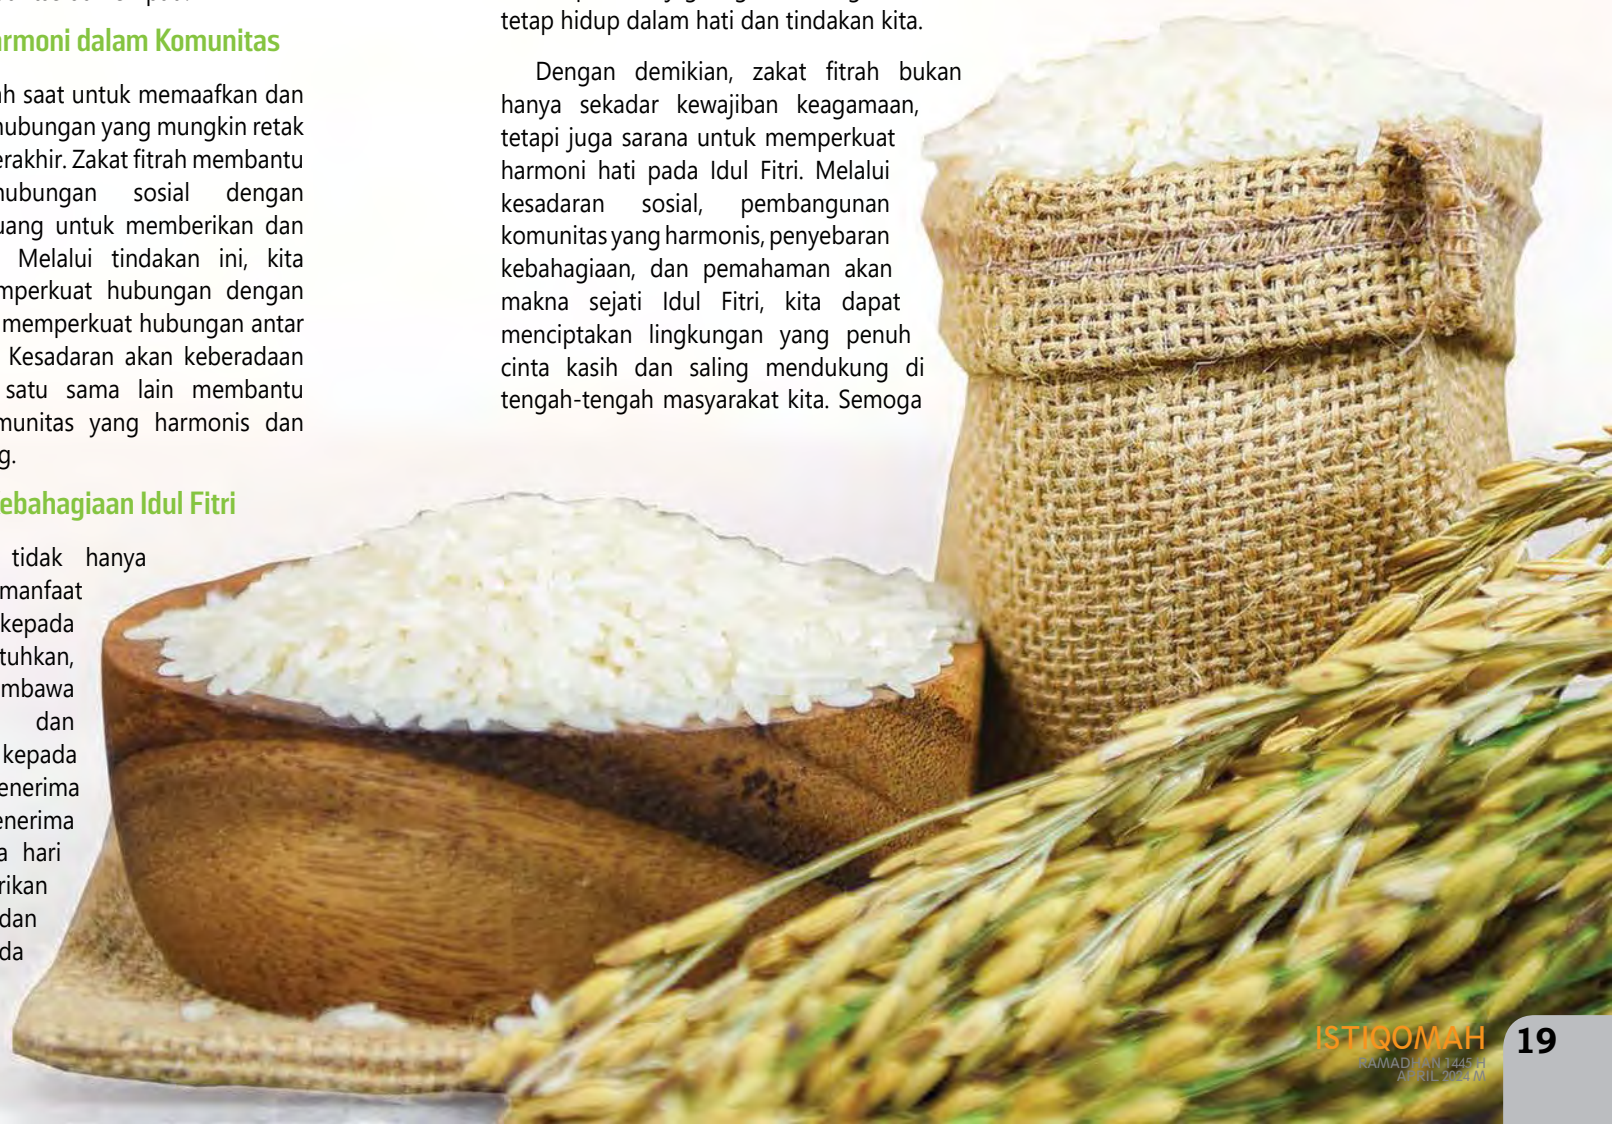 armoni dalam Komunitas
ah saat untuk memaafkan dan
hubungan yang mungkin retak
erakhir. Zakat fitrah membantu
hubungan sosial dengan
uang untuk memberikan dan
Melalui tindakan ini, kita
mperkuat hubungan dengan
memperkuat hubungan antar
Kesadaran akan keberadaan
satu sama lain membantu
munitas yang harmonis dan
g.
ebahagiaan Idul Fitri
tidak hanya
manfaat
kepada
tuhkan,
mbawa
dan
kepada
enerima
enerima
a hari
rikan
dan
da
tetap hidup dalam hati dan tindakan kita.
Dengan demikian, zakat fitrah bukan
hanya sekadar kewajiban keagamaan,
tetapi juga sarana untuk memperkuat
harmoni hati pada Idul Fitri. Melalui
kesadaran sosial, pembangunan
komunitas yang harmonis, penyebaran
kebahagiaan, dan pemahaman akan
makna sejati Idul Fitri, kita dapat
menciptakan lingkungan yang penuh
cinta kasih dan saling mendukung di
tengah-tengah masyarakat kita. Semoga
ISTIQOMAH
RAMADHAN 1445 H
APRIL 2024 M
19